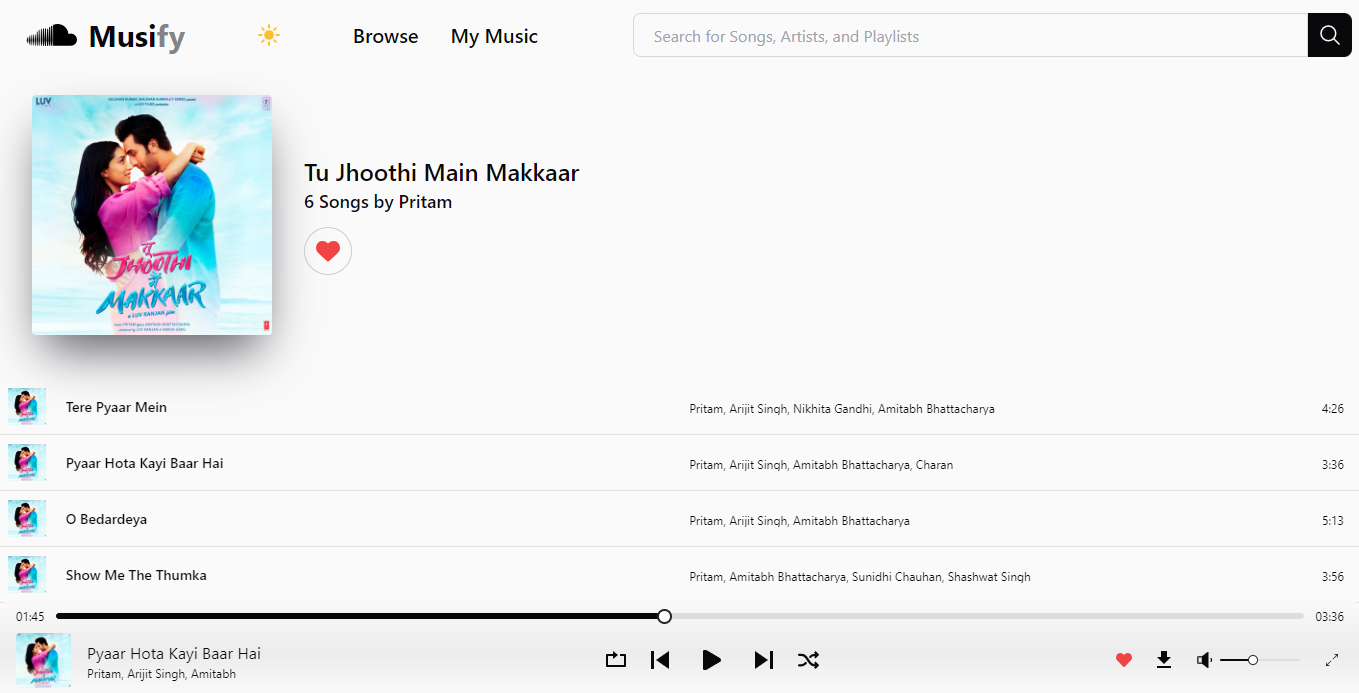 Musify
Browse
My Music
Search for Songs, Artists, and Playlists
LUV
तू
JHOOTHI
मैं
MAKKAAR
A LUV RANJAN film
Tu Jhoothi Main Makkaar
6 Songs by Pritam
Tere Pyaar Mein
Pritam, Arijit Singh, Nikhita Gandhi, Amitabh Bhattacharya
4:26
Pyaar Hota Kayi Baar Hai
Pritam, Arijit Singh, Amitabh Bhattacharya, Charan
3:36
O Bedardeya
Pritam, Arijit Singh, Amitabh Bhattacharya
5:13
Show Me The Thumka
Pritam, Amitabh Bhattacharya, Sunidhi Chauhan, Shashwat Singh
3:56
01:45
03:36
Pyaar Hota Kayi Baar Hai
Pritam, Arijit Singh, Amitabh